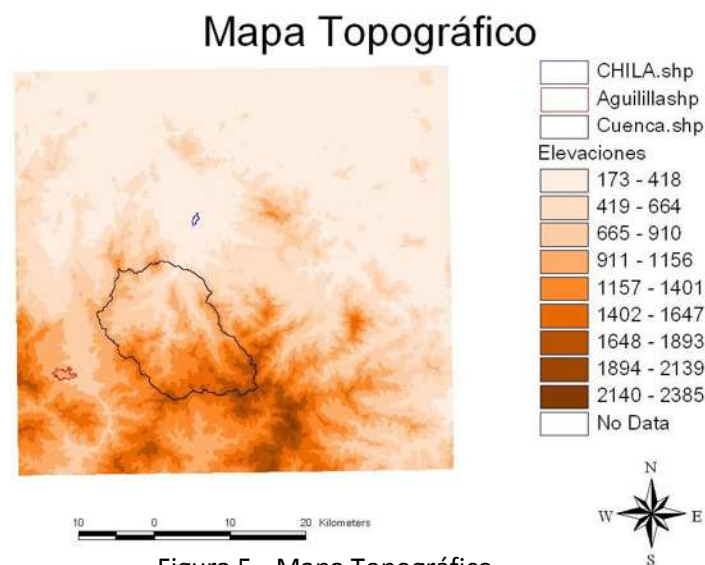 Mapa Topográfico
CHILA.shp
Aguilillashp
Cuenca.shp
Elevaciones
173 - 418
419 - 664
665 - 910
911 - 1156
1157 - 1401
1402 - 1647
1648 - 1893
1894 - 2139
2140 - 2385
No Data
N
W E
S
10 0 10 20 Kilometers
Figura 5.- Mapa Topográfico